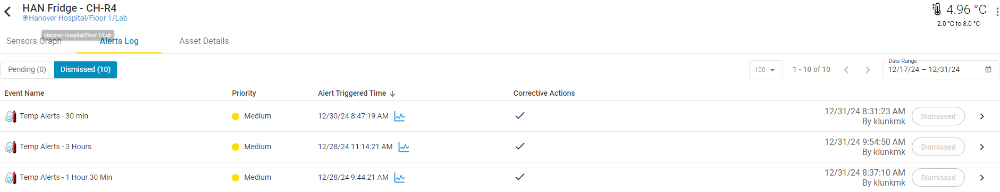 HAN Fridge - CH-R4
Hanover Hospital/Floor 1/Lab
4.96 °C
2.0 °C to 8.0 °C
Hanover Hospital/Floor 1/Lab
Sensors Graph Alerts Log Asset Details
Pending (0) Dismissed (10) 100 1 - 10 of 10 Date Range 12/17/24 – 12/31/24
Event Name Priority Alert Triggered Time Corrective Actions
Temp Alerts - 30 min Medium 12/30/24 8:47:19 AM 12/31/24 8:31:23 AM Dismissed
By klunkmk
Temp Alerts - 3 Hours Medium 12/28/24 11:14:21 AM 12/31/24 9:54:50 AM Dismissed
By klunkmk
Temp Alerts - 1 Hour 30 Min Medium 12/28/24 9:44:21 AM 12/31/24 8:37:10 AM Dismissed
By klunkmk